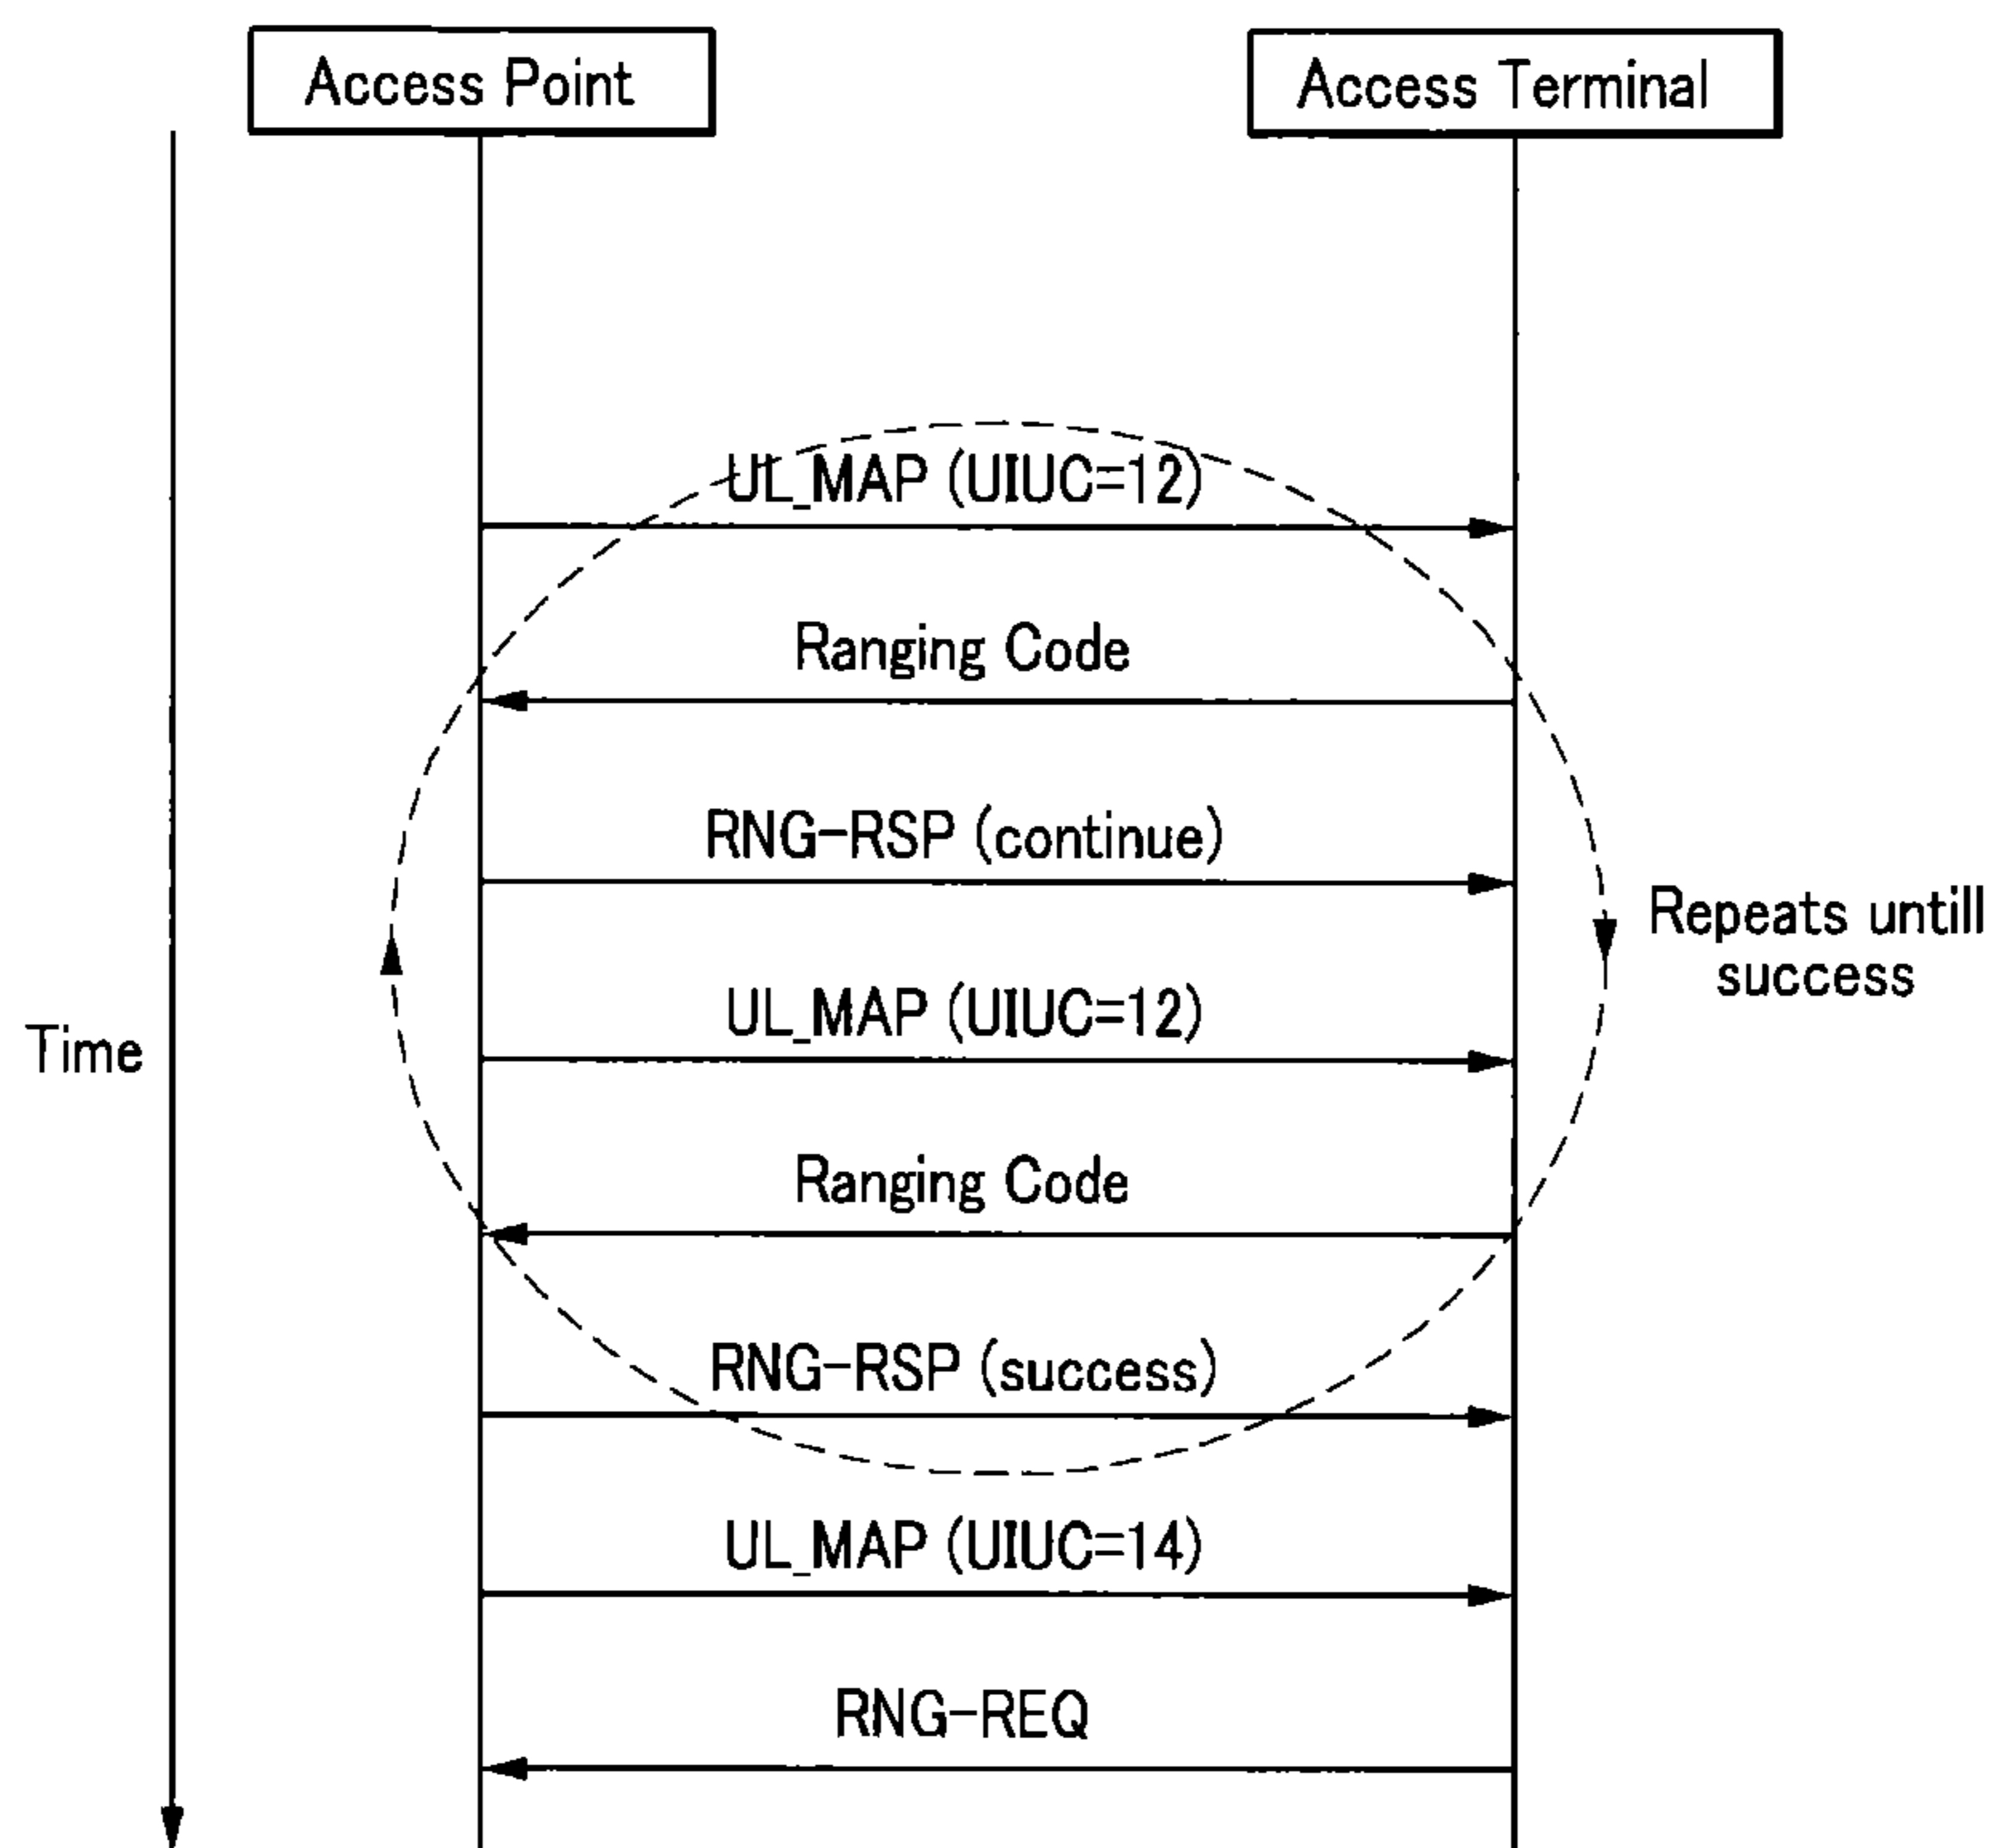 Access Point
Access Terminal
UL_MAP (UIUC=12)
Ranging Code
RNG-RSP (continue)
Repeats untill
success
UL_MAP (UIUC=12)
Time
Ranging Code
RNG-RSP (success)
UL_MAP (UIUC=14)
RNG-REQ